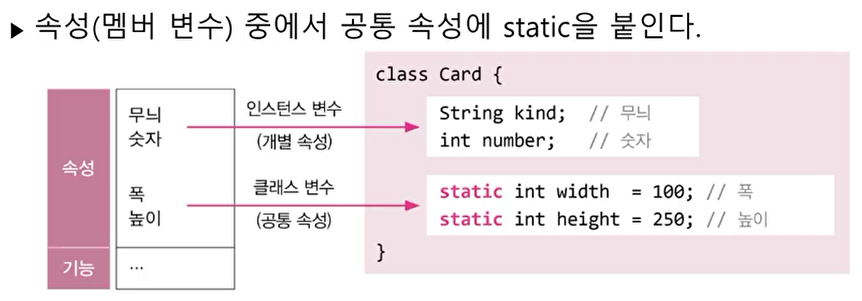 ▶ 속성(멤버 변수) 중에서 공통 속성에 static을 붙인다.
속성
무늬
숫자
폭
높이
기능
...
인스턴스 변수
(개별 속성)
클래스 변수
(공통 속성)
class Card {
String kind; // 무늬
int number; // 숫자
static int width = 100; // 폭
static int height = 250; // 높이
}